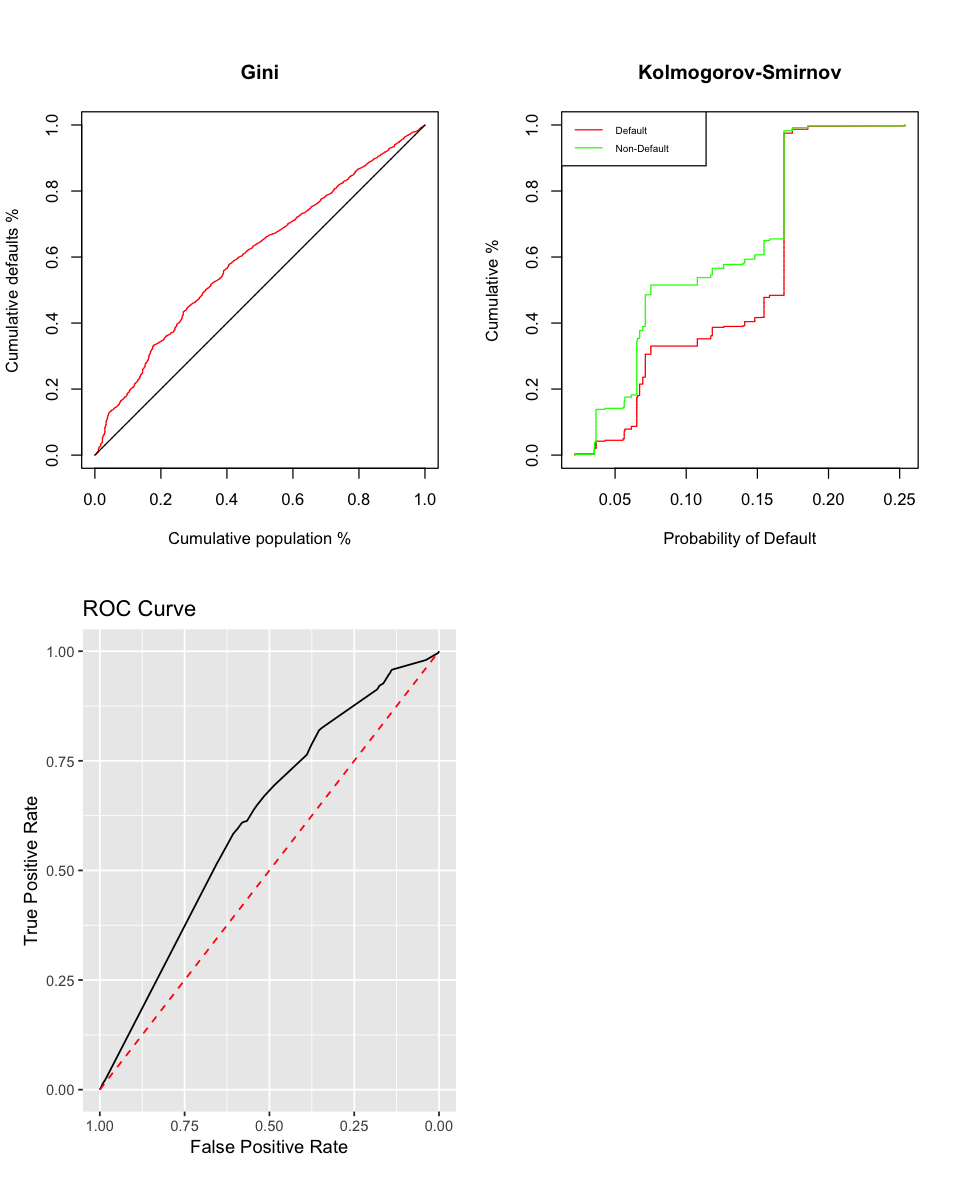 Gini
Cumulative defaults %
1.0
0.8
0.6
0.4
0.2
0.0
0.0 0.2 0.4 0.6 0.8 1.0
Cumulative population %
Kolmogorov-Smirnov
Default
Non-Default
Cumulative %
1.0
0.8
0.6
0.4
0.2
0.0
0.05 0.10 0.15 0.20 0.25
Probability of Default
ROC Curve
True Positive Rate
1.00
0.75
0.50
0.25
0.00
1.00 0.75 0.50 0.25 0.00
False Positive Rate